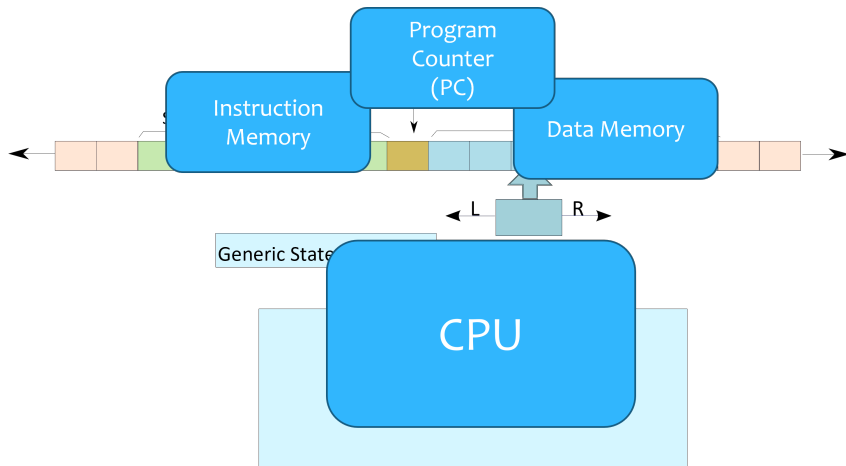 Program
Counter
(PC)
Instruction
Memory
Data Memory
L
R
Generic State
CPU